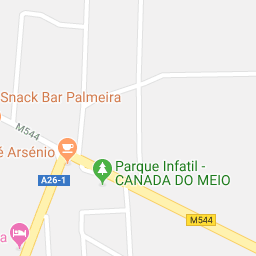 Snack Bar Palmeira
M544
é Arsénio
Parque Infatil -
CANADA DO MEIO
A26-1
M544
a